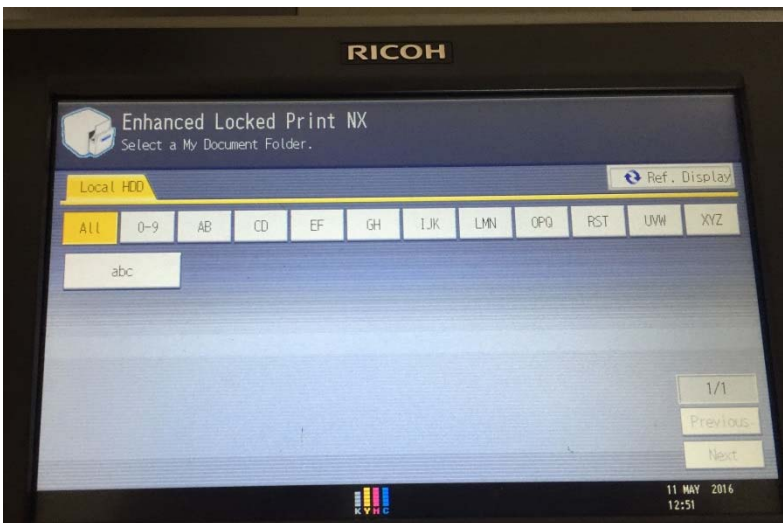 RICOH
Enhanced Locked Print NX
Select a My Document Folder.
Local HDD
Ref. Display
All 0-9 AB CD EF GH IJK LMN OPQ RST UVW XYZ
abc
1/1
Previous
Next
11 MAY 2016
12:51
K Y M C